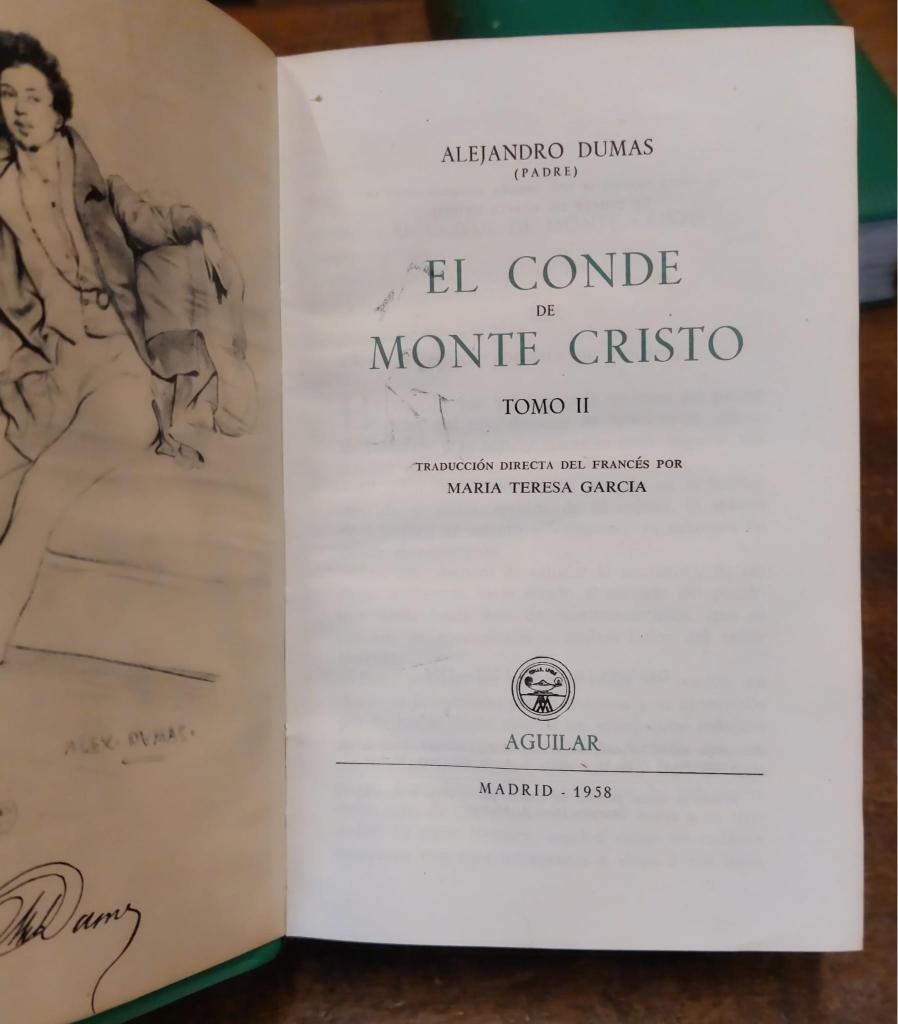 ALEX· DUMAS·
ALEJANDRO DUMAS
(PADRE)
EL CONDE
DE
MONTE CRISTO
TOMO II
TRADUCCIÓN DIRECTA DEL FRANCÉS POR
MARIA TERESA GARCIA
AGUILAR
MADRID - 1958